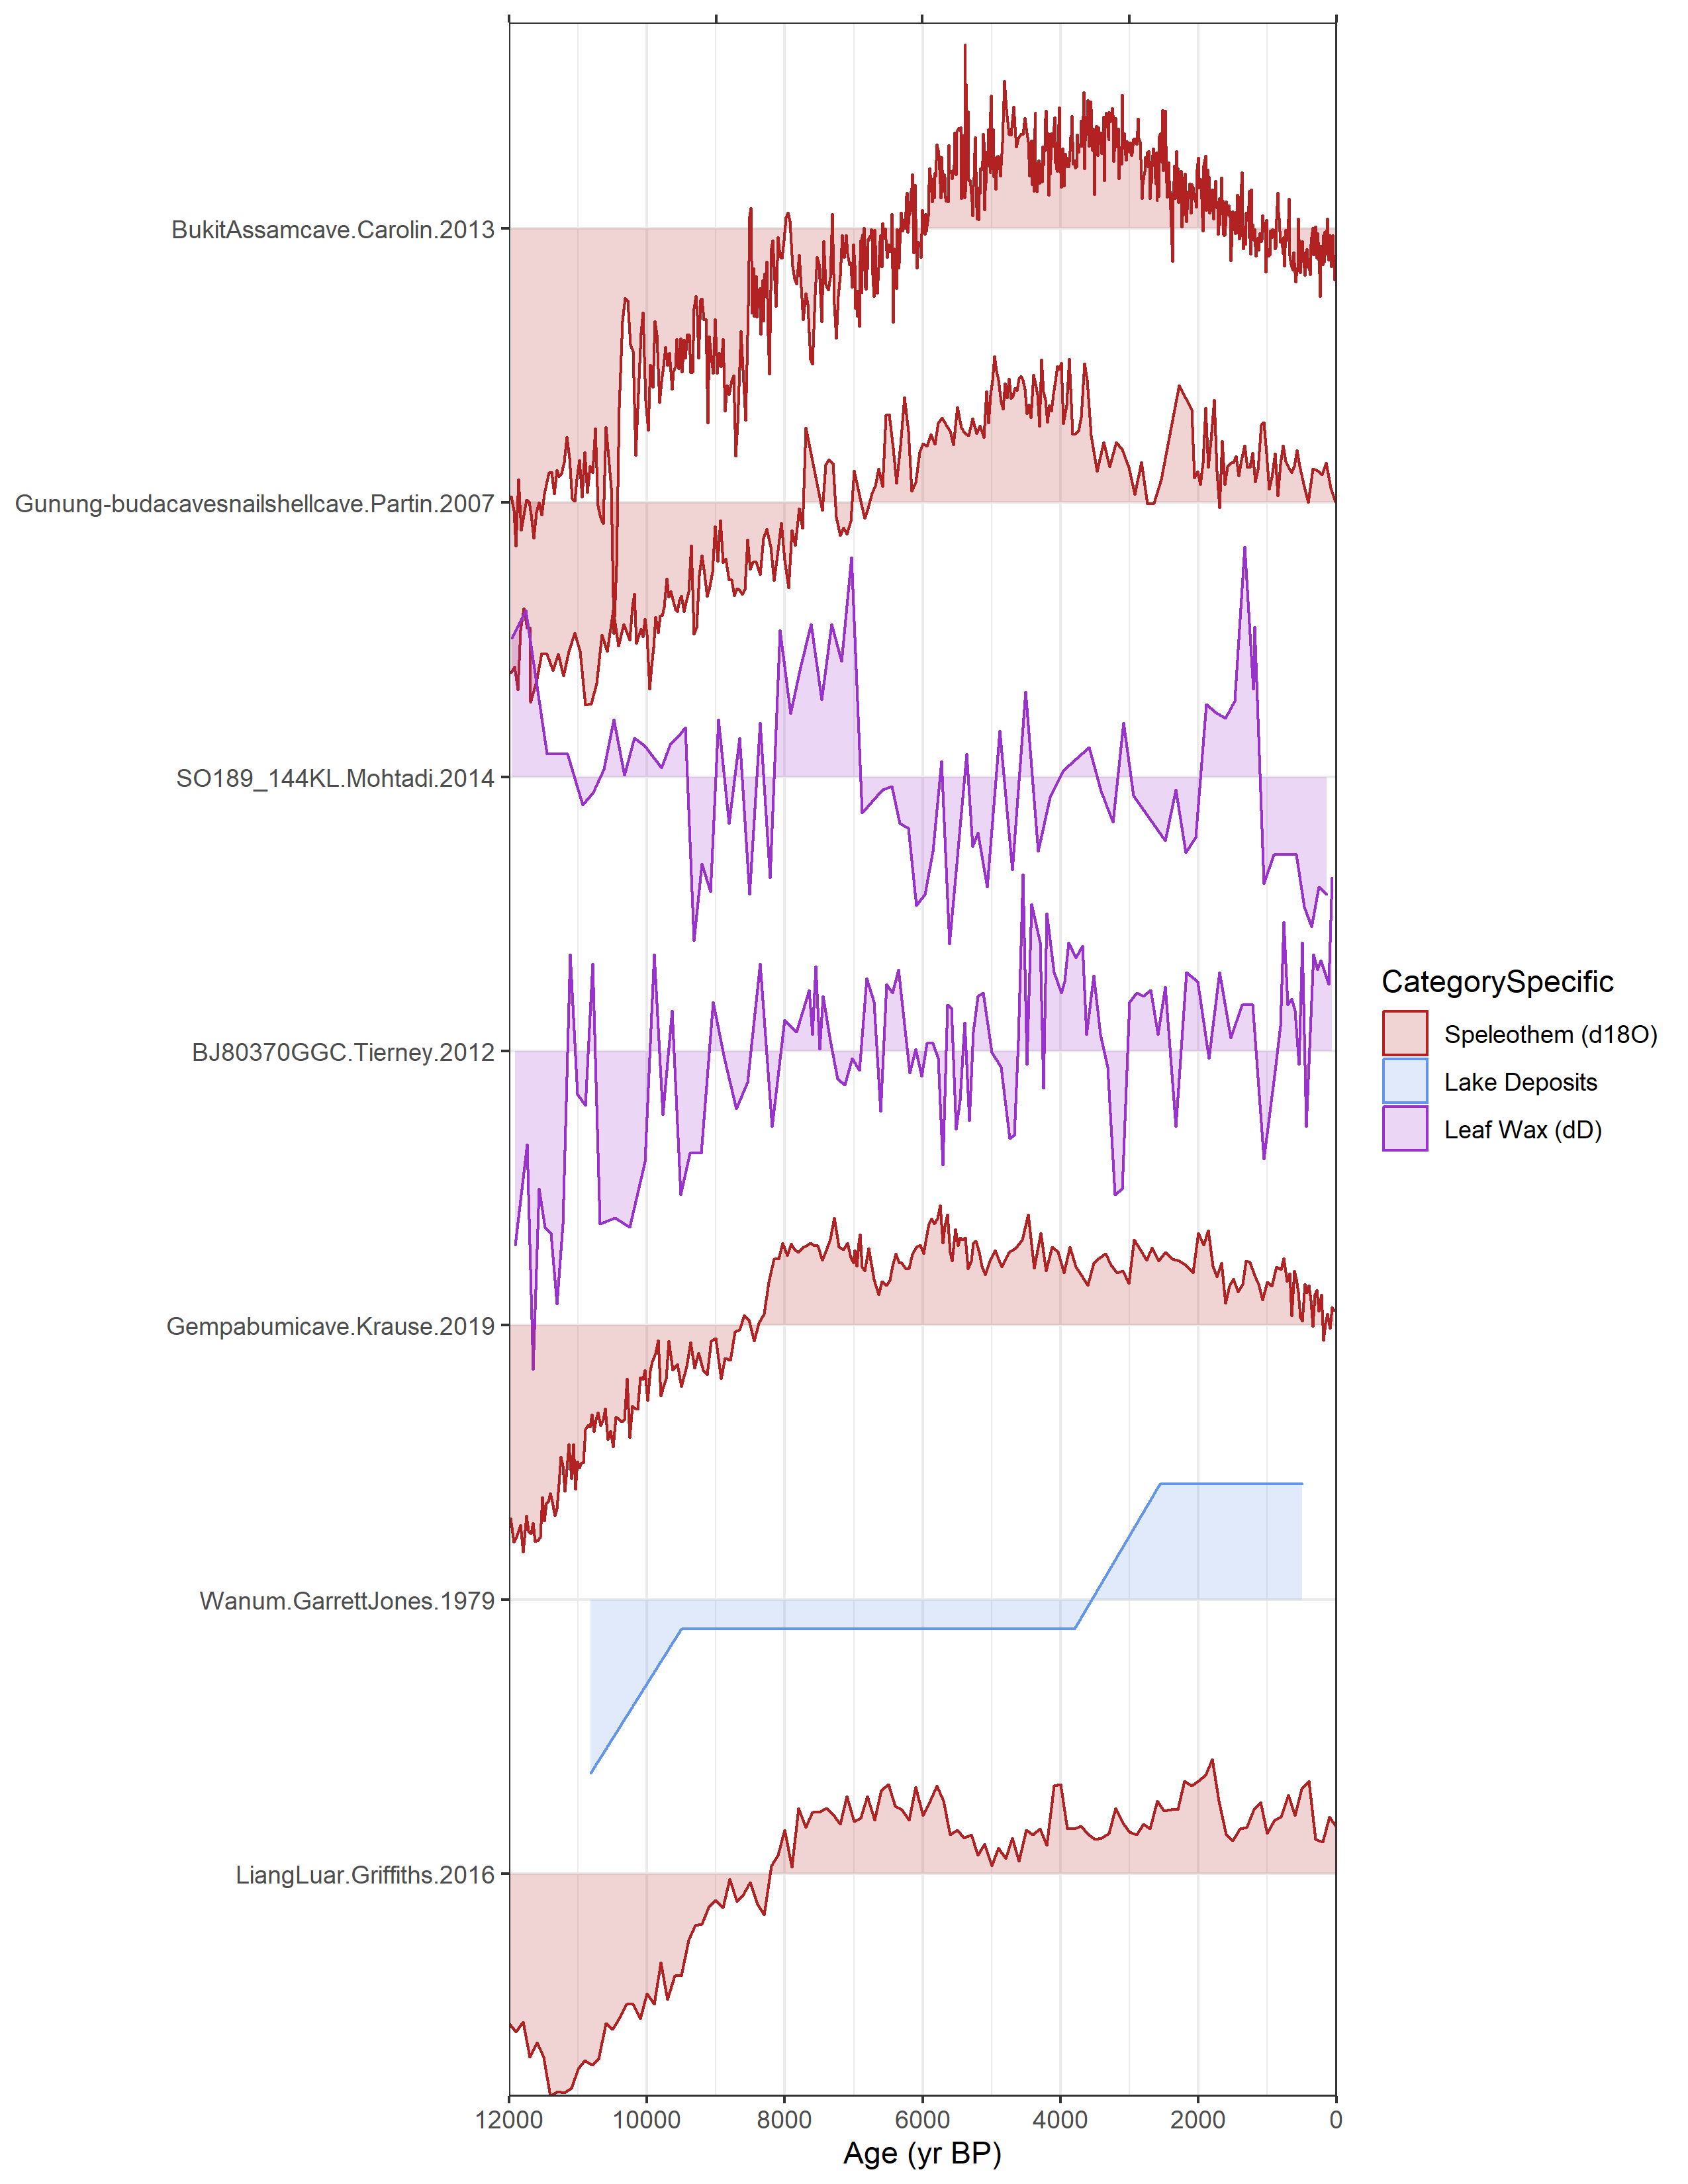 BukitAssamcave.Carolin.2013
Gunung-budacavesnailshellcave.Partin.2007
SO189_144KL.Mohtadi.2014
BJ80370GGC.Tierney.2012
Gempabumicave.Krause.2019
Wanum.GarrettJones.1979
LiangLuar.Griffiths.2016
CategorySpecific
Speleothem (d18O)
Lake Deposits
Leaf Wax (dD)
12000 10000 8000 6000 4000 2000 0
Age (yr BP)